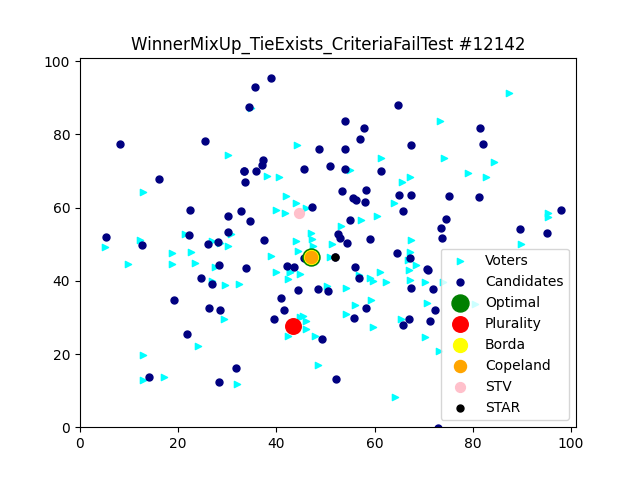 WinnerMixUp_TieExists_CriteriaFailTest #12142
100
80
60
40
20
0
0 20 40 60 80 100
Voters
Candidates
Optimal
Plurality
Borda
Copeland
STV
STAR